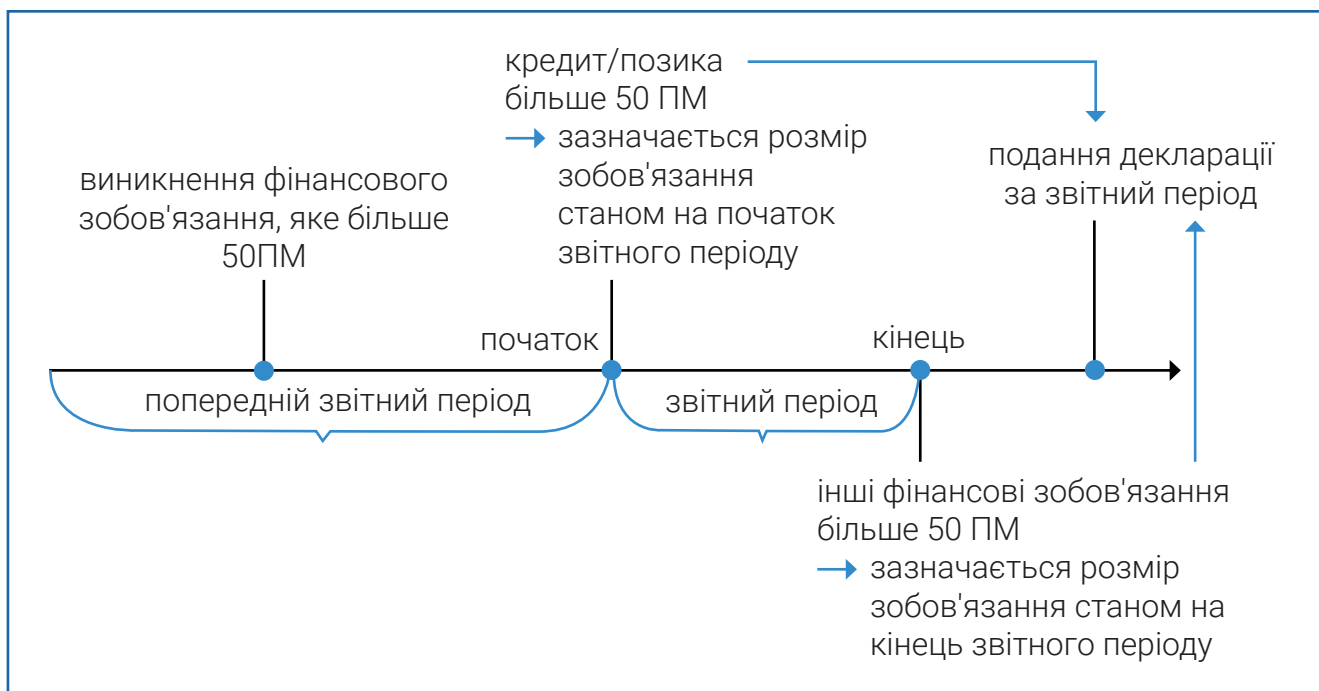 кредит/позика
більше 50 ПМ
зазначається розмір
зобов'язання
станом на початок
звітного періоду
виникнення фінансового
зобов'язання, яке більше
50ПМ
подання декларації
за звітний період
початок
кінець
попередній звітний період
звітний період
інші фінансові зобов'язання
більше 50 ПМ
зазначається розмір
зобов'язання станом на
кінець звітного періоду